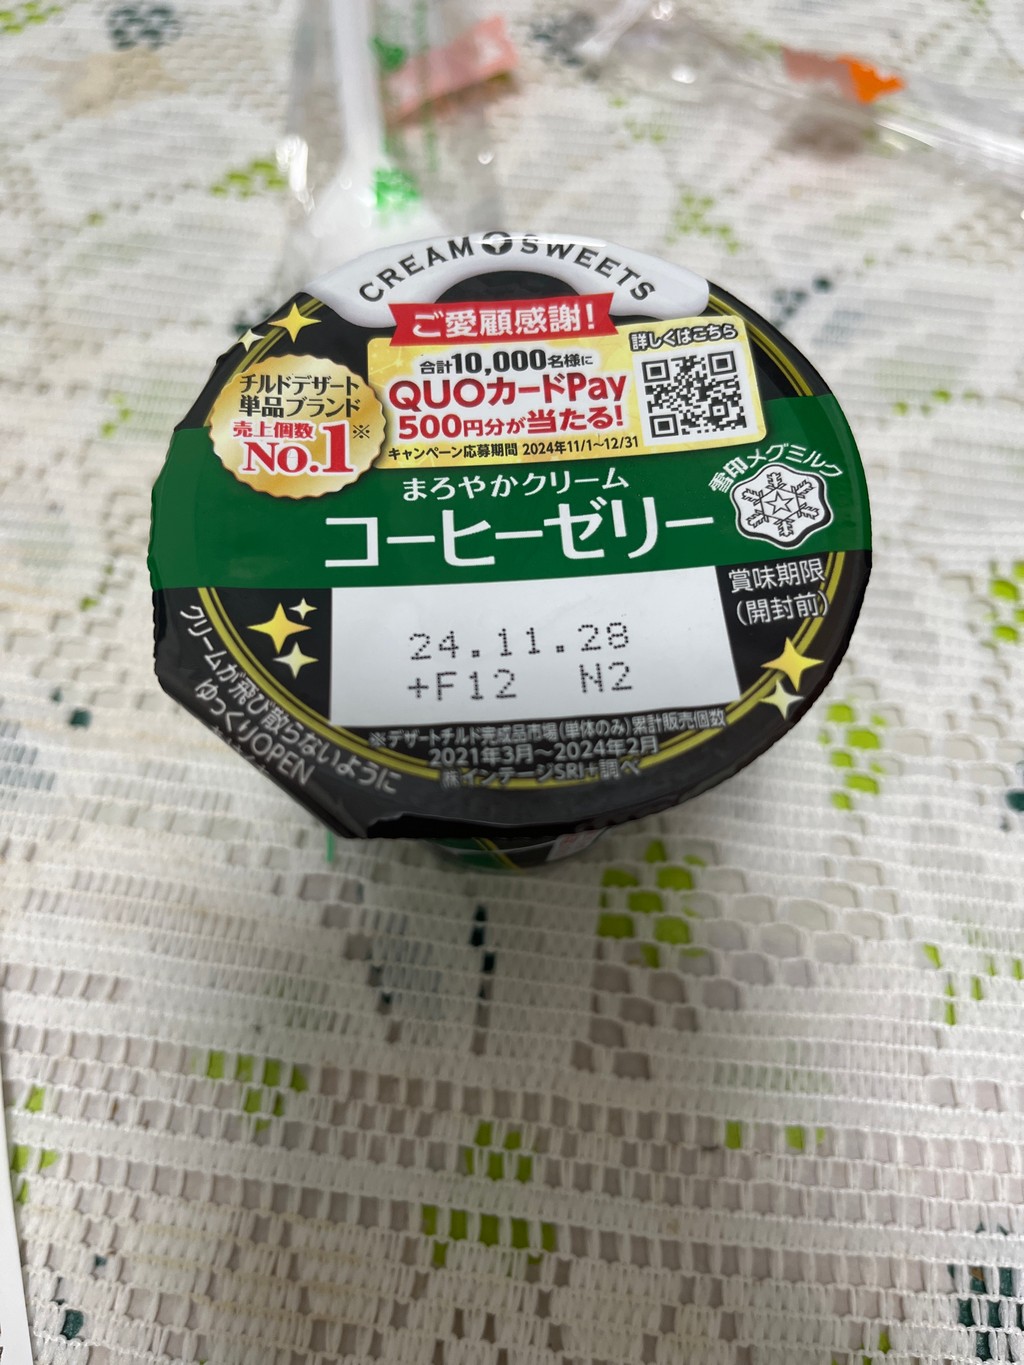 CREAM SWEETS
ご愛顧感謝!
合計10,000名様に
QUOカードPay
500円分が当たる!
キャンペーン応募期間 2024年11/1〜12/31
詳しくはこちら
チルドデザート
単品ブランド
売上個数
No.1※
まろやかクリーム
コーヒーゼリー
雪印メグミルク
賞味期限
(開封前)
24.11.28
+F12 N2
※デザートチルド完成品市場(単体のみ)累計販売個数
2021年3月〜2024年2月
㈱インテージSRI+調べ
クリームが飛び散らないように
ゆっくりOPEN